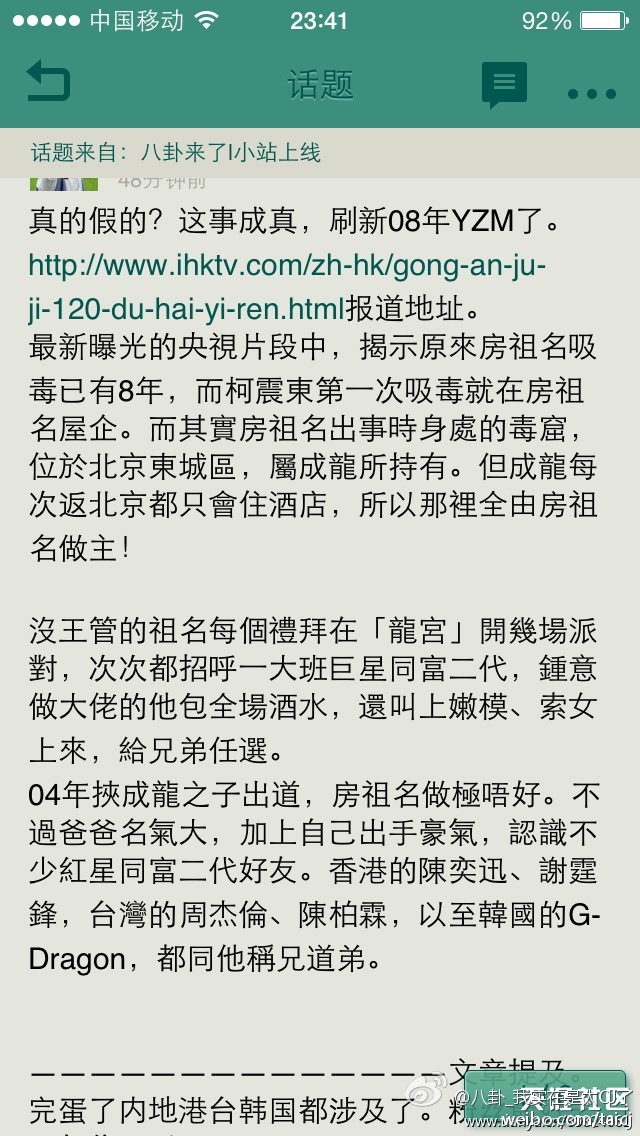 中国移动
23:41
92%
话题
话题来自：八卦来了I小站上线
48分钟前
真的假的？这事成真，刷新08年YZM了。
http://www.ihktv.com/zh-hk/gong-an-ju-
ji-120-du-hai-yi-ren.html报道地址。
最新曝光的央視片段中，揭示原來房祖名吸
毒已有8年，而柯震東第一次吸毒就在房祖
名屋企。而其實房祖名出事時身處的毒窟，
位於北京東城區，屬成龍所持有。但成龍每
次返北京都只會住酒店，所以那裡全由房祖
名做主！
沒王管的祖名每個禮拜在「龍宮」開幾場派
對，次次都招呼一大班巨星同富二代，鍾意
做大佬的他包全場酒水，還叫上嫩模、索女
上來，給兄弟任選。
04年挾成龍之子出道，房祖名做極唔好。不
過爸爸名氣大，加上自己出手豪氣，認識不
少紅星同富二代好友。香港的陳奕迅、謝霆
鋒，台灣的周杰倫、陳柏霖，以至韓國的G-
Dragon，都同他稱兄道弟。
——————————————文章提及。
完蛋了内地港台韩国都涉及了。粉
@八卦_我
天涯社区
weibo.com/